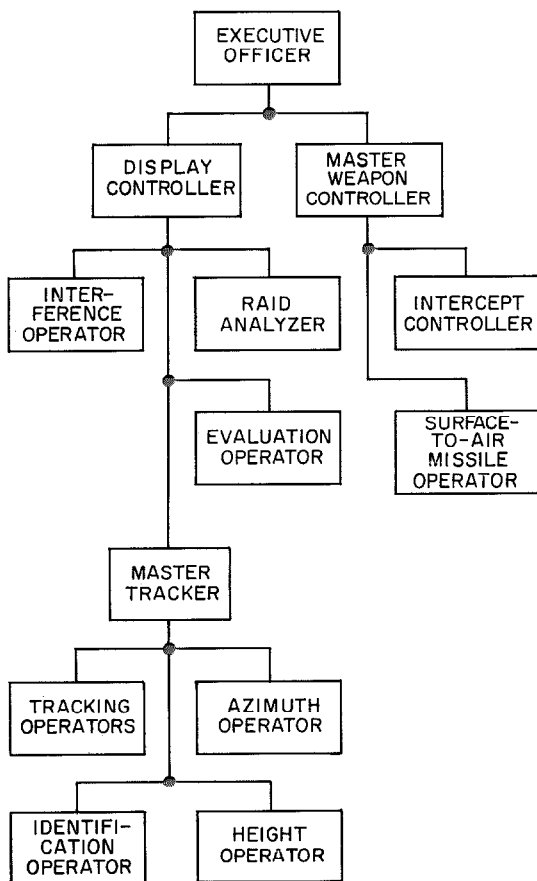 EXECUTIVE
OFFICER
DISPLAY
CONTROLLER
MASTER
WEAPON
CONTROLLER
INTER-
FERENCE
OPERATOR
RAID
ANALYZER
INTERCEPT
CONTROLLER
EVALUATION
OPERATOR
SURFACE-
TO-AIR
MISSILE
OPERATOR
MASTER
TRACKER
TRACKING
OPERATORS
AZIMUTH
OPERATOR
IDENTIFI-
CATION
OPERATOR
HEIGHT
OPERATOR